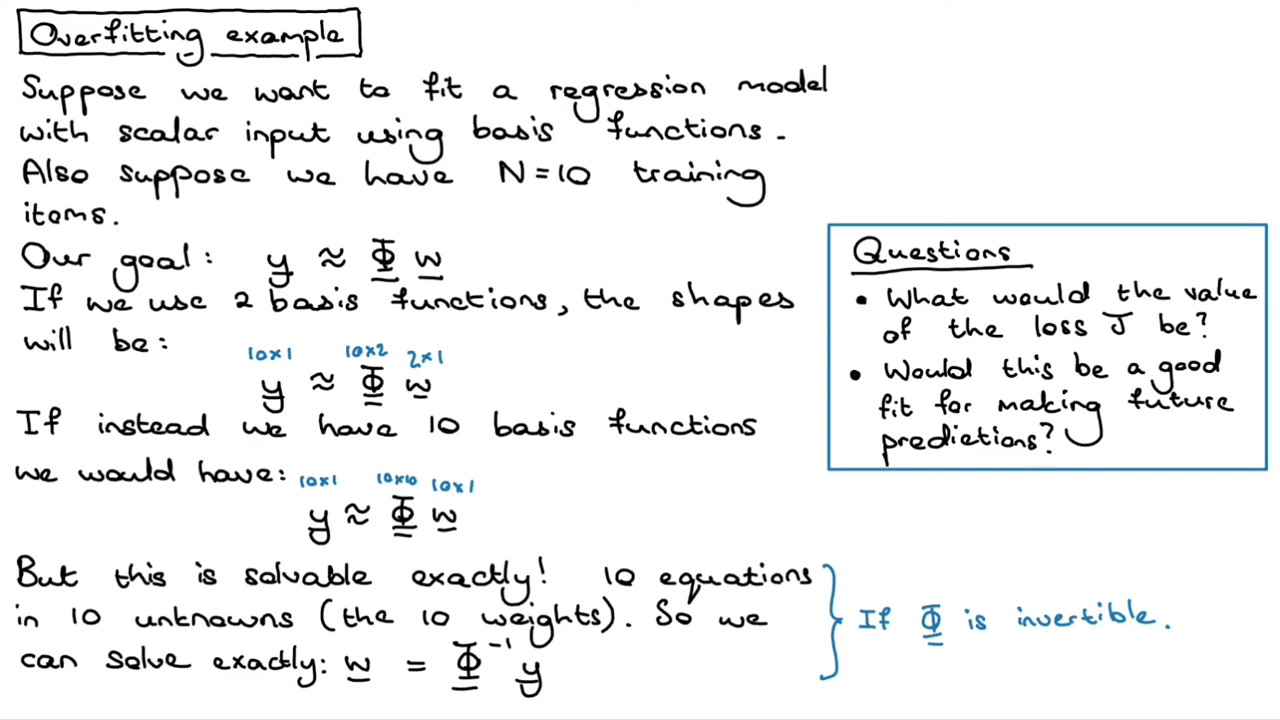 Overfitting example
Suppose we want to fit a regression model
with scalar input using basis functions.
Also suppose we have N=10 training
items.
Our goal: y ≈ Φ w
If we use 2 basis functions, the shapes
will be:
10×1 10×2 2×1
y ≈ Φ w
If instead we have 10 basis functions
we would have:
10×1 10×10 10×1
y ≈ Φ w
But this is solvable exactly! 10 equations
in 10 unknowns (the 10 weights). So we
can solve exactly: w = Φ⁻¹ y
If Φ is invertible.
Questions
• What would the value
of the loss J be?
• Would this be a good
fit for making future
predictions?